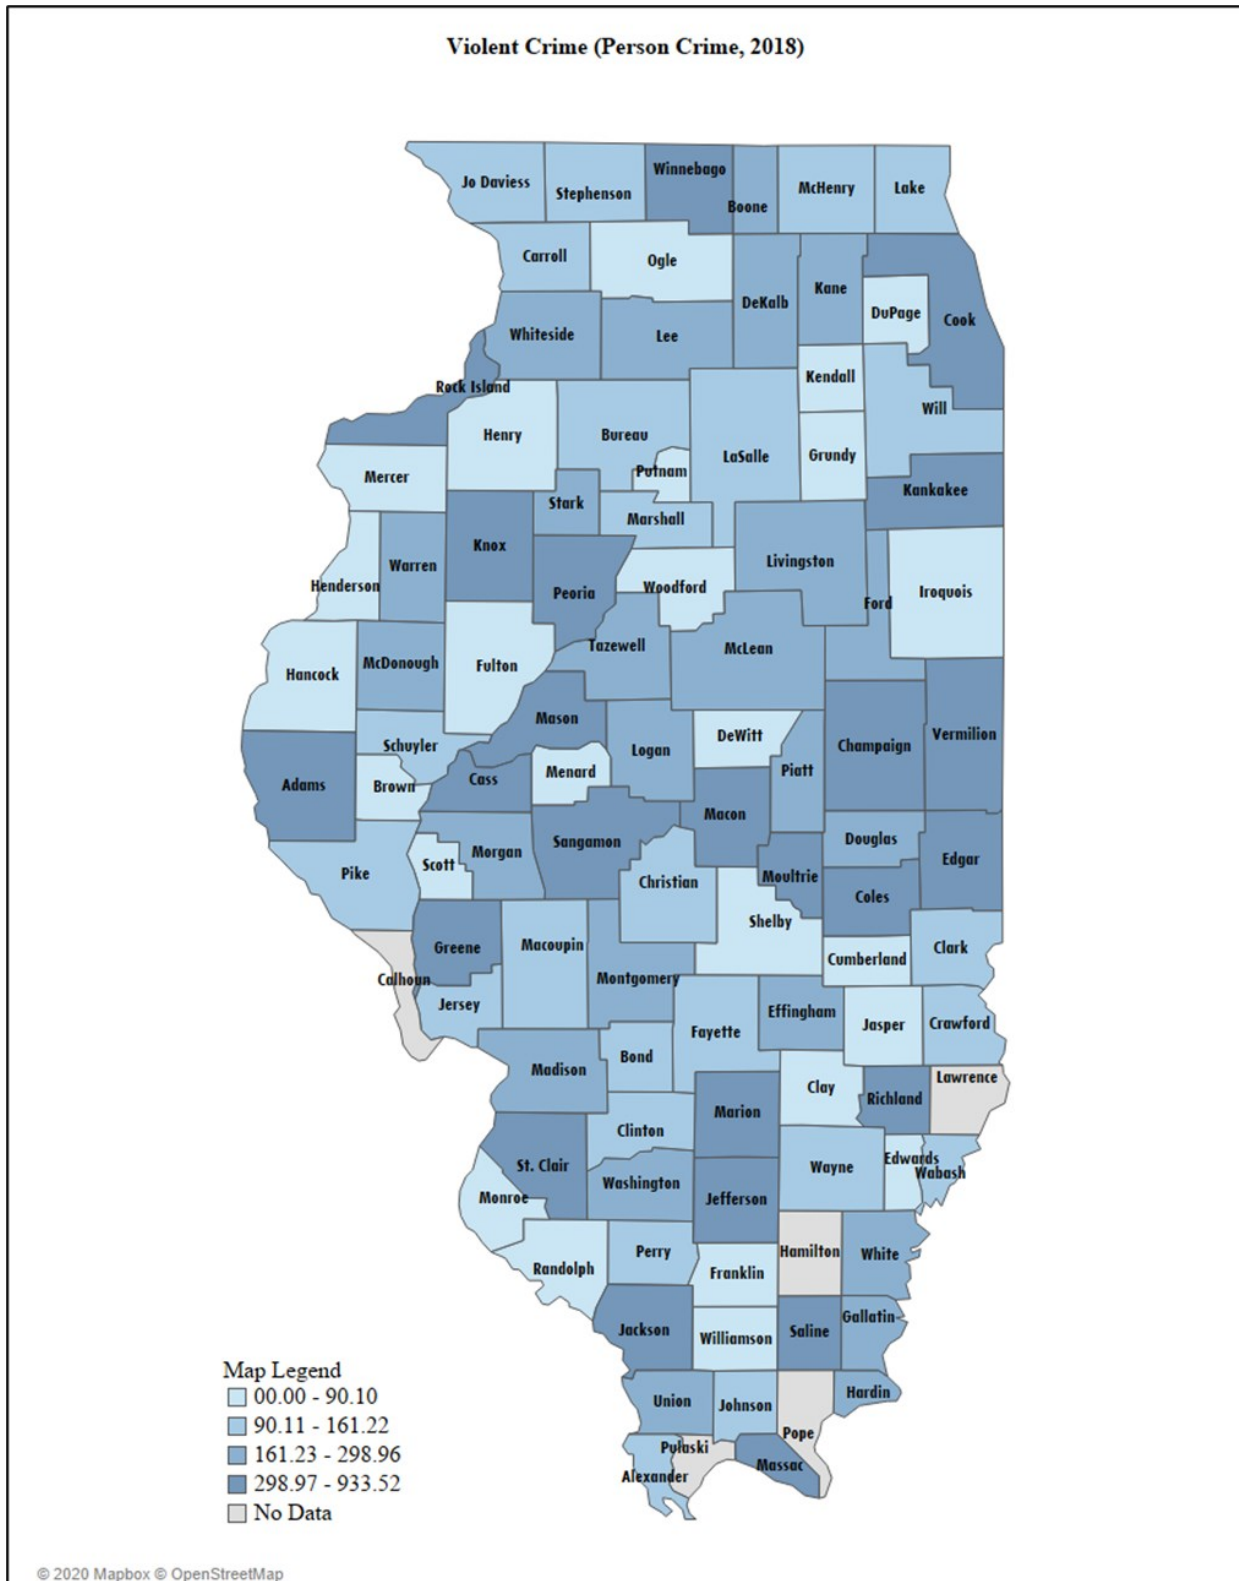 Violent Crime (Person Crime, 2018)
Jo Daviess
Stephenson
Winnebago
Boone
McHenry
Lake
Carroll
Ogle
DeKalb
Kane
DuPage
Cook
Whiteside
Lee
Kendall
Will
Rock Island
Henry
Bureau
Putnam
LaSalle
Grundy
Kankakee
Mercer
Stark
Marshall
Knox
Warren
Henderson
Peoria
Woodford
Livingston
Ford
Iroquois
Hancock
McDonough
Fulton
Tazewell
McLean
Mason
Schuyler
Logan
DeWitt
Piatt
Champaign
Vermilion
Adams
Brown
Cass
Menard
Macon
Sangamon
Pike
Scott
Morgan
Christian
Moultrie
Douglas
Edgar
Coles
Shelby
Greene
Macoupin
Montgomery
Cumberland
Clark
Calhoun
Jersey
Fayette
Effingham
Jasper
Crawford
Madison
Bond
Clay
Richland
Lawrence
Marion
Clinton
St. Clair
Washington
Jefferson
Wayne
Edwards
Wabash
Monroe
Randolph
Perry
Franklin
Hamilton
White
Jackson
Williamson
Saline
Gallatin
Union
Johnson
Pope
Hardin
Pulaski
Alexander
Massac
Map Legend
00.00 - 90.10
90.11 - 161.22
161.23 - 298.96
298.97 - 933.52
No Data
© 2020 Mapbox © OpenStreetMap